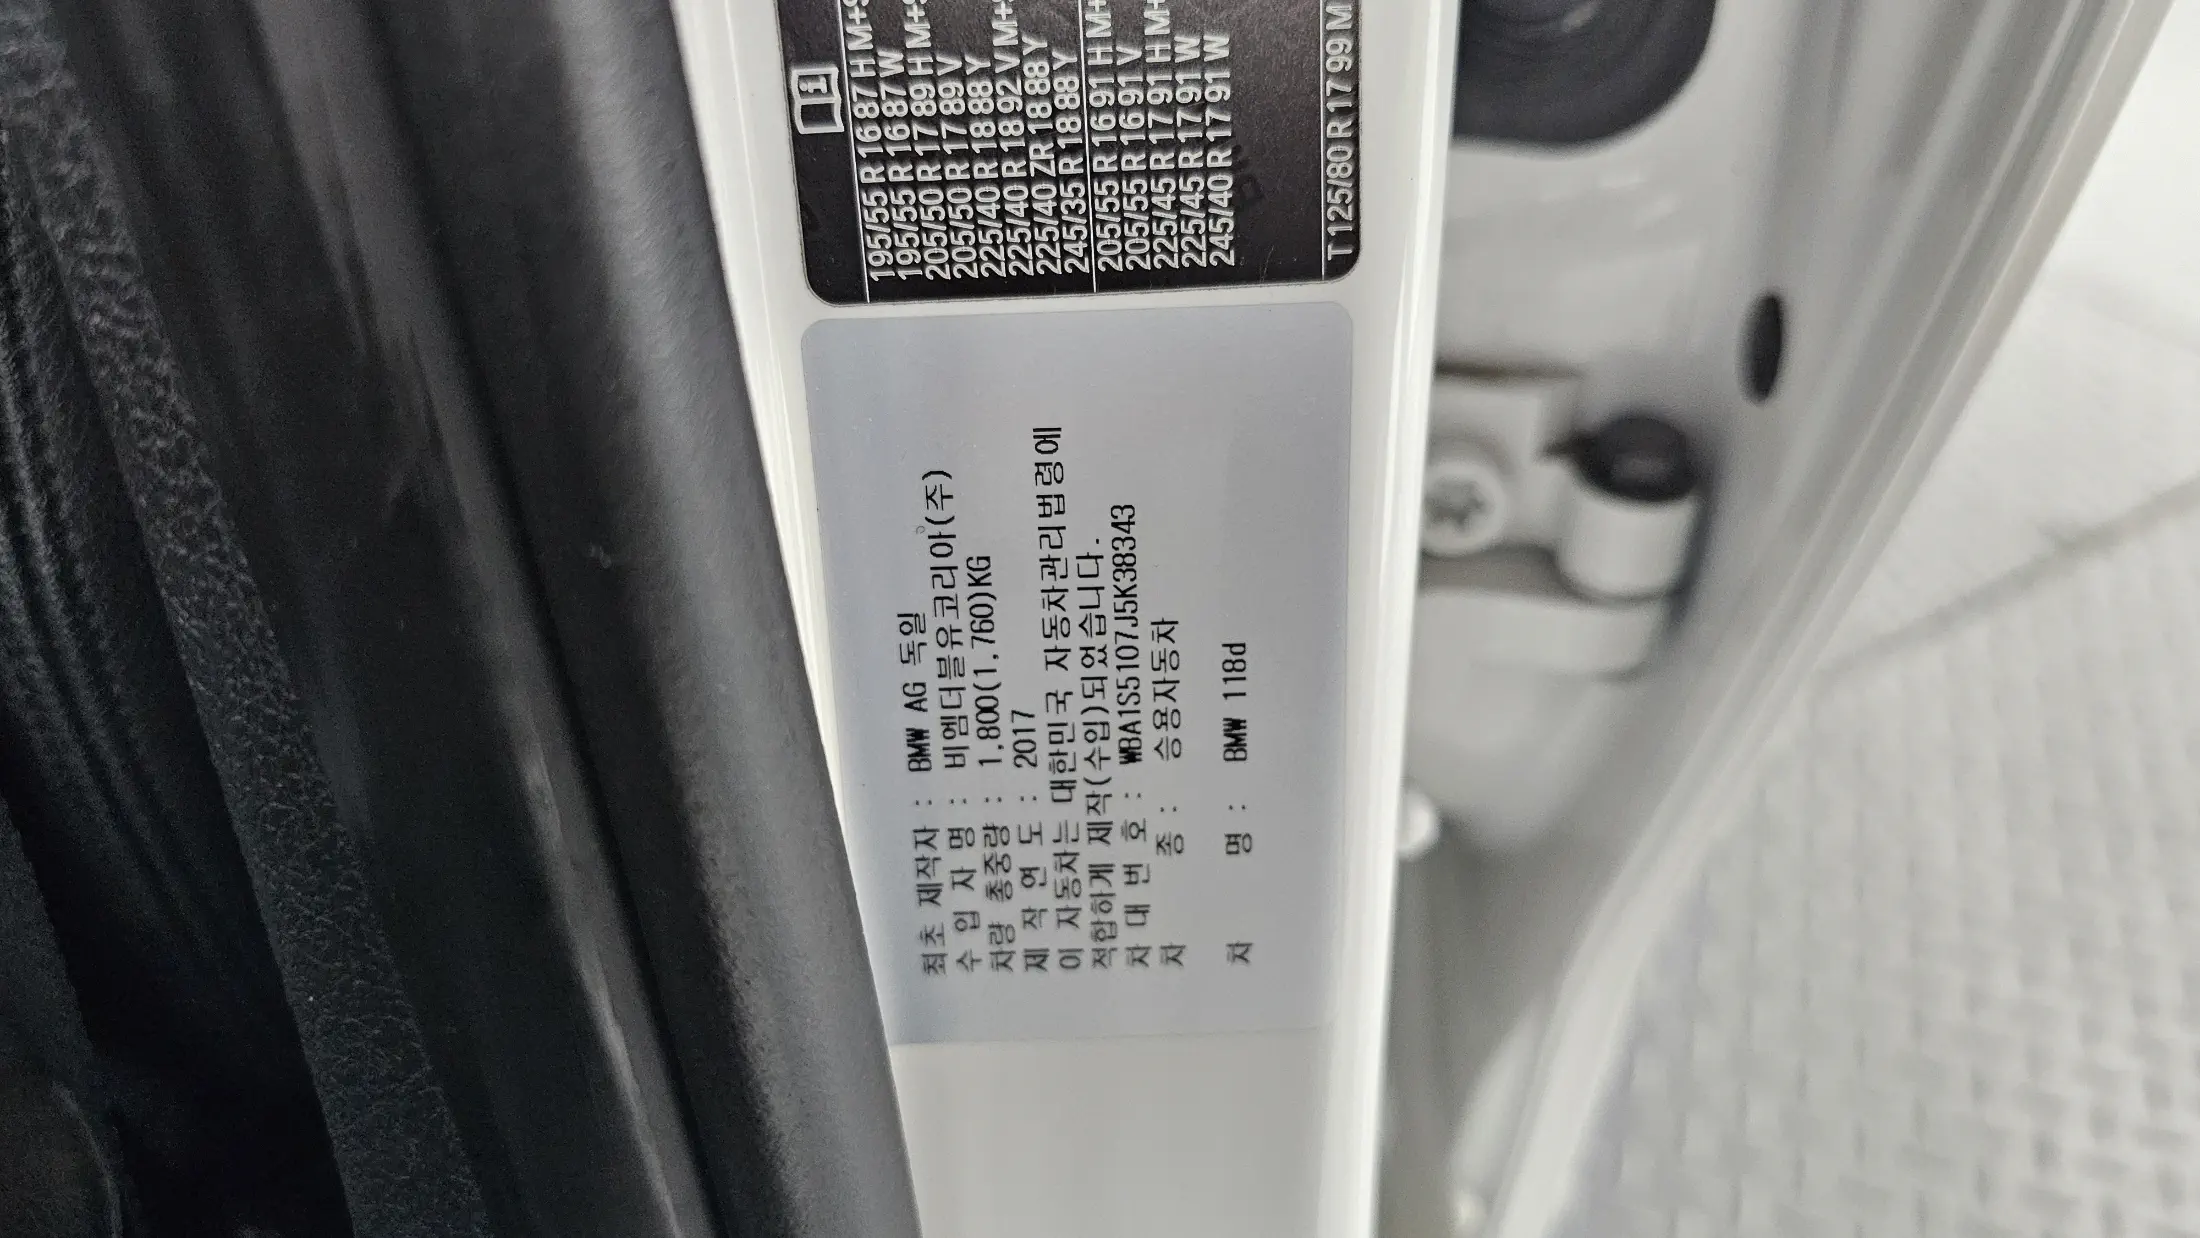 195/55 R 16 87 H M+S
195/55 R 16 87 W
205/50 R 17 89 H M+S
205/50 R 17 89 V
225/40 R 18 88 Y
225/40 R 18 92 V M+S
225/40 ZR 18 88 Y
245/35 R 18 88 Y
205/55 R 16 91 H M+
205/55 R 16 91 V
225/45 R 17 91 H M+
225/45 R 17 91 W
245/40 R 17 91 W
T 125/80 R 17 99 M
최초 제작자 : BMW AG 독일
수 입 자 명 : 비엠더블유코리아(주)
차량 총중량 : 1,800(1,760)KG
제 작 연 도 : 2017
이 자동차는 대한민국 자동차관리법령에
적합하게 제작(수입)되었습니다.
차 대 번 호 : WBA1S5107J5K38343
차 종 : 승용자동차
차 명 : BMW 118d